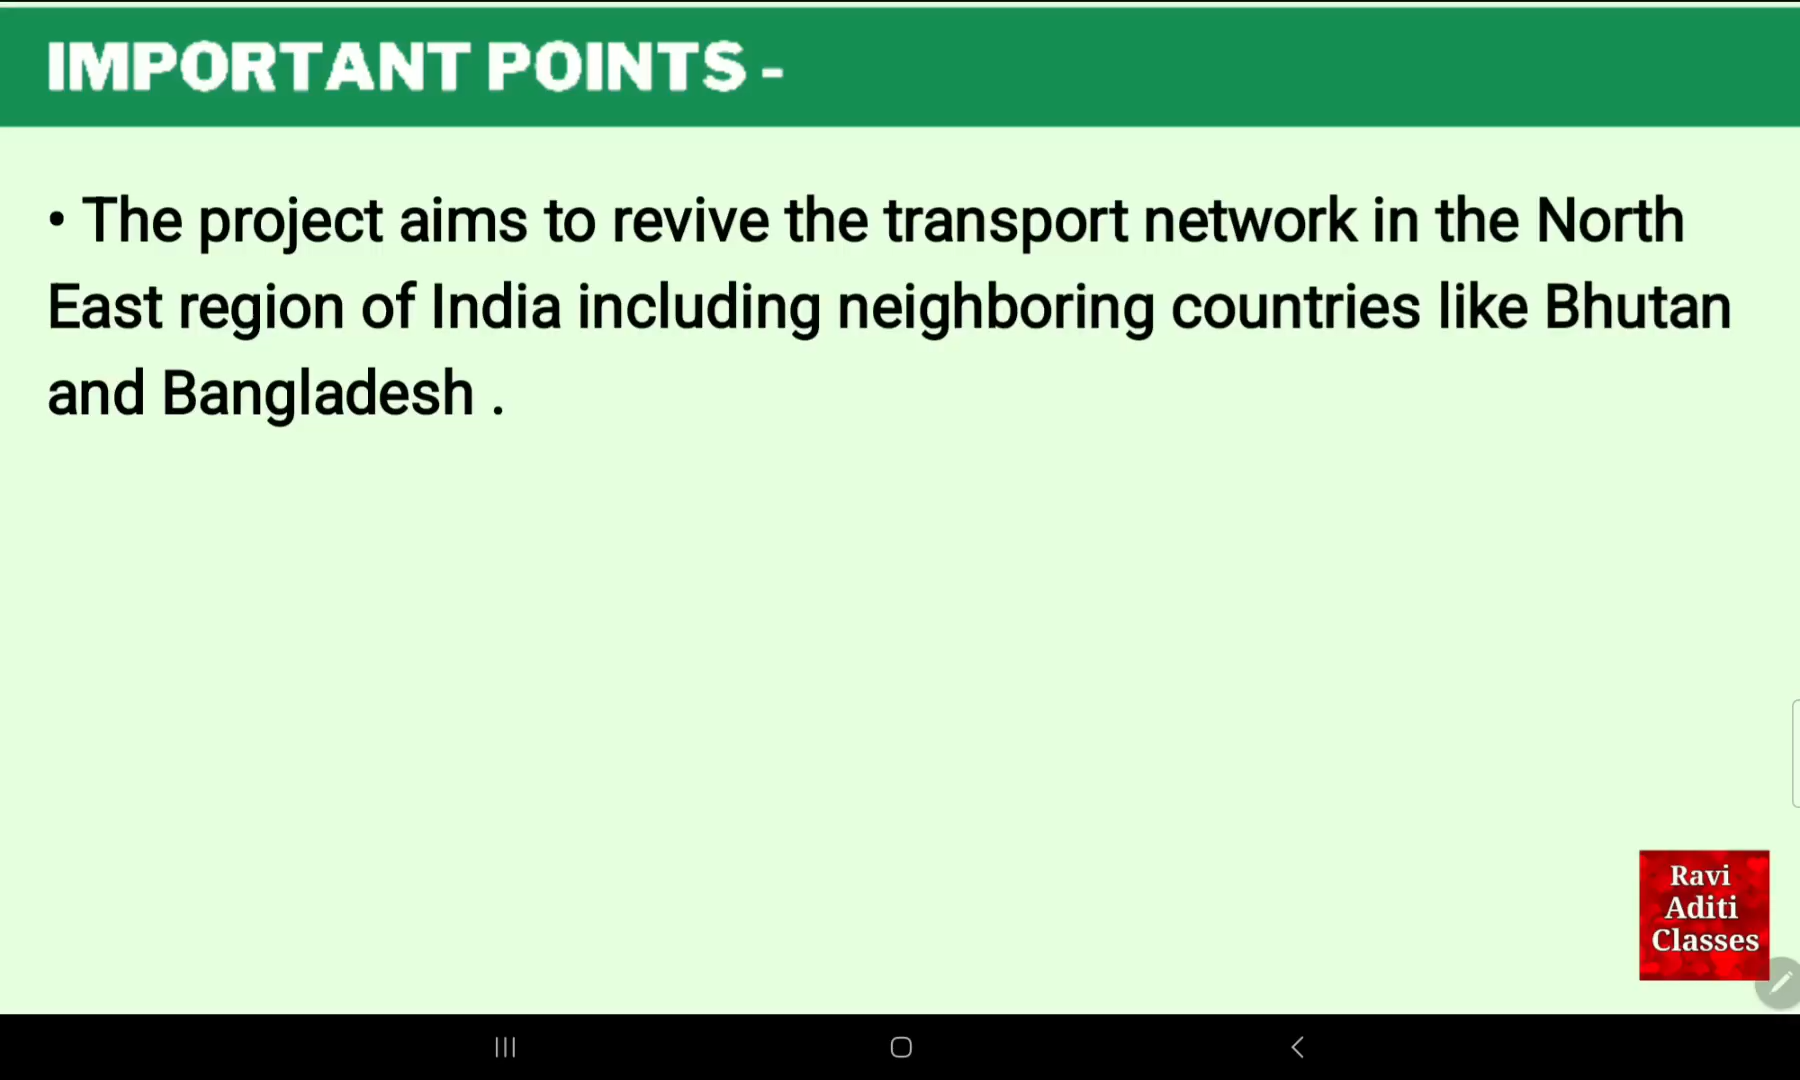 IMPORTANT POINTS -
• The project aims to revive the transport network in the North
East region of India including neighboring countries like Bhutan
and Bangladesh .
Ravi
Aditi
Classes